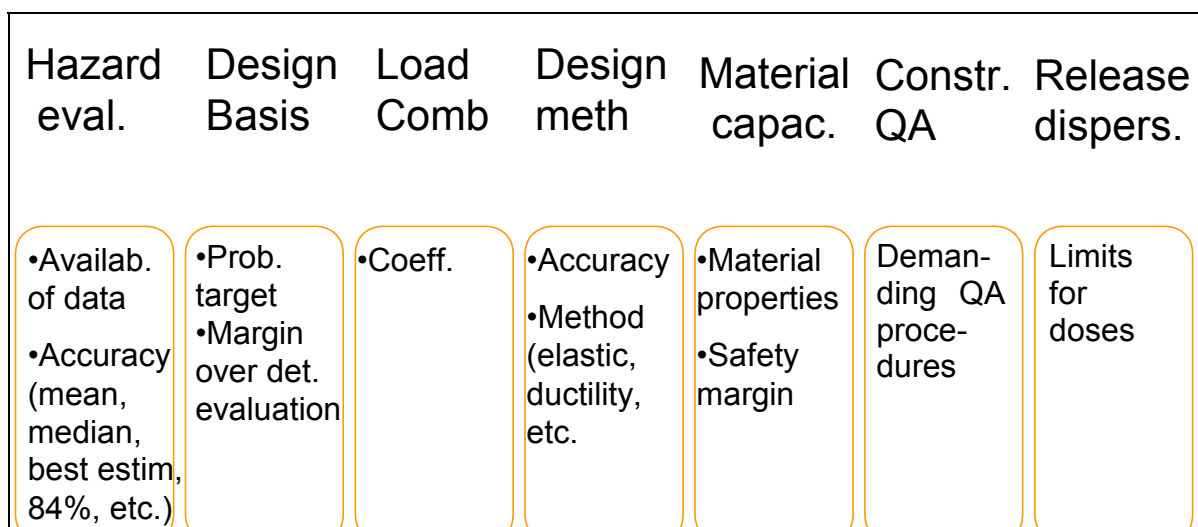 Hazard
eval.
Design
Basis
Load
Comb
Design
meth
Material
capac.
Constr.
QA
Release
dispers.
•Availab.
of data
•Accuracy
(mean,
median,
best estim,
84%, etc.)
•Prob.
target
•Margin
over det.
evaluation
•Coeff.
•Accuracy
•Method
(elastic,
ductility,
etc.
•Material
properties
•Safety
margin
Deman-
ding QA
proce-
dures
Limits
for
doses